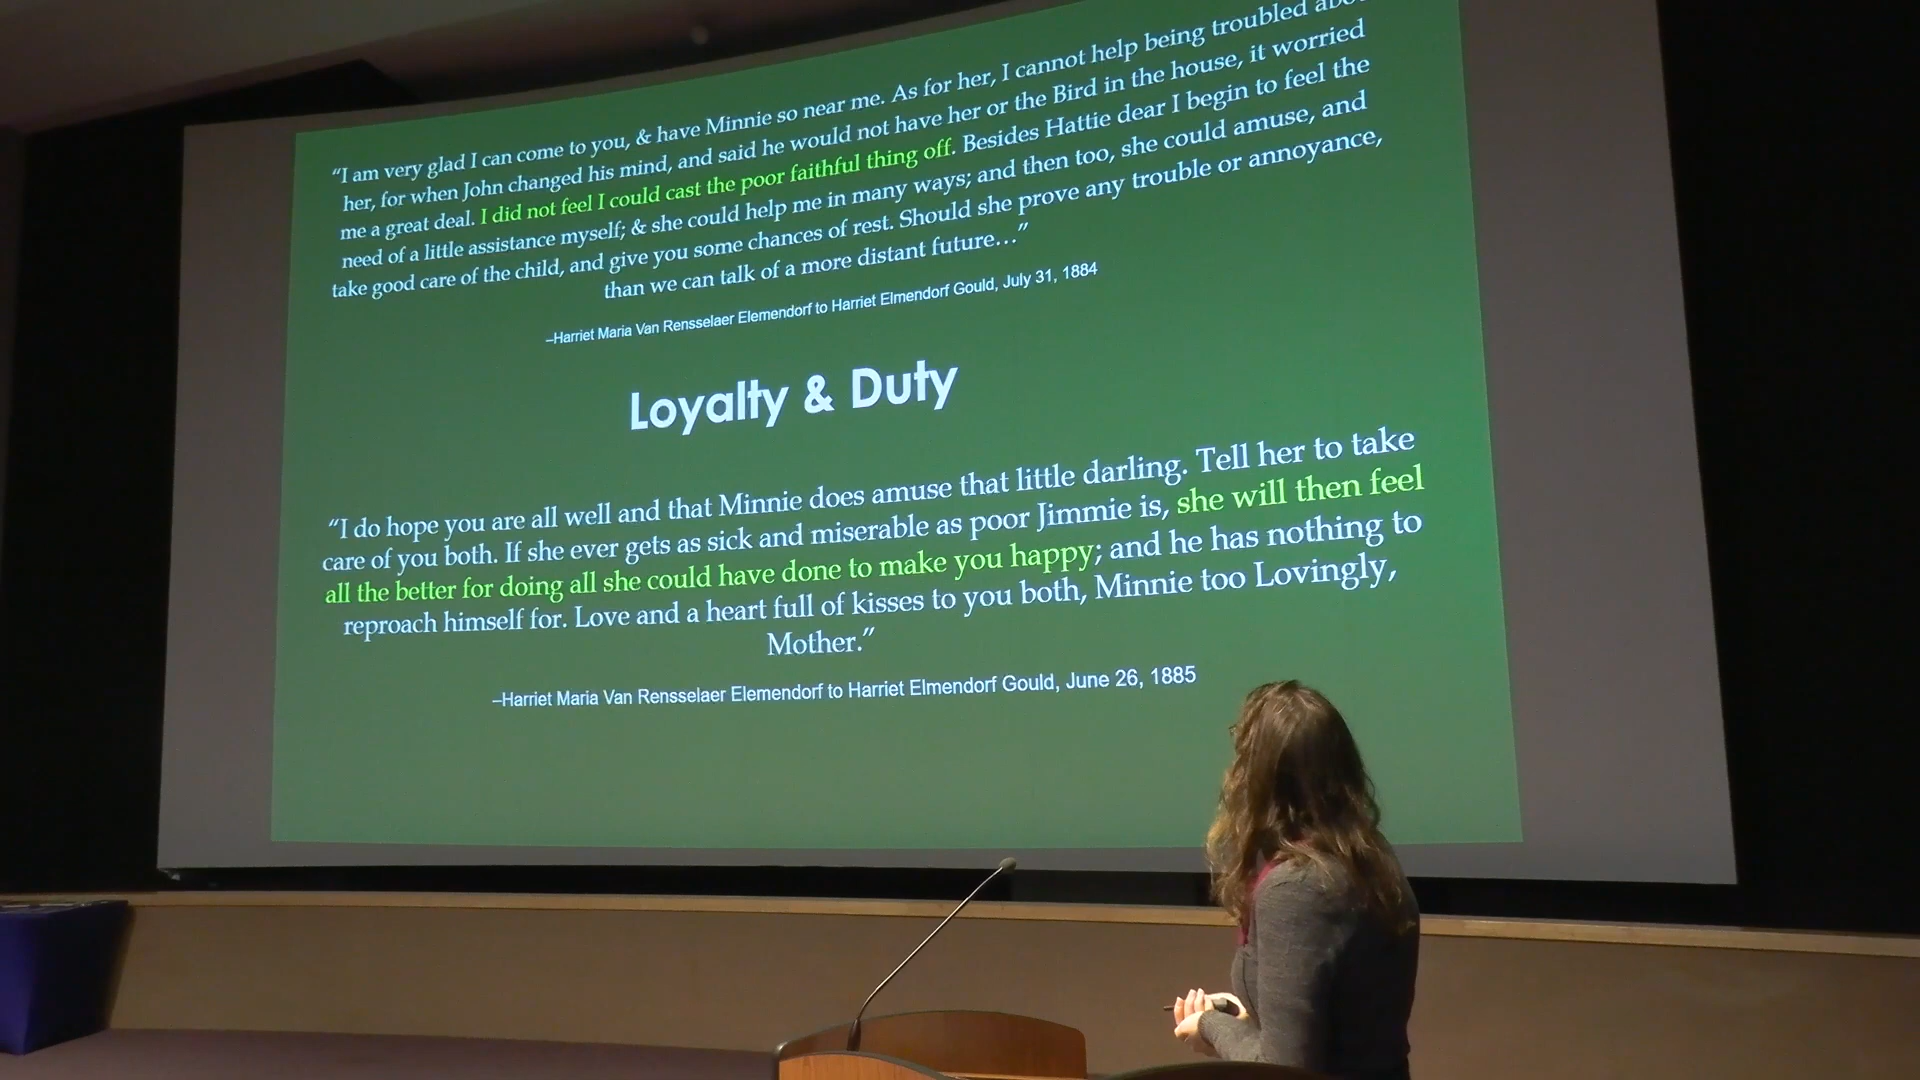 “I am very glad I can come to you, & have Minnie so near me. As for her, I cannot help being troubled about
her, for when John changed his mind, and said he would not have her or the Bird in the house, it worried
me a great deal. I did not feel I could cast the poor faithful thing off. Besides Hattie dear I begin to feel the
need of a little assistance myself; & she could help me in many ways; and then too, she could amuse, and
take good care of the child, and give you some chances of rest. Should she prove any trouble or annoyance,
than we can talk of a more distant future…”
–Harriet Maria Van Rensselaer Elemendorf to Harriet Elmendorf Gould, July 31, 1884
Loyalty & Duty
“I do hope you are all well and that Minnie does amuse that little darling. Tell her to take
care of you both. If she ever gets as sick and miserable as poor Jimmie is, she will then feel
all the better for doing all she could have done to make you happy; and he has nothing to
reproach himself for. Love and a heart full of kisses to you both, Minnie too Lovingly,
Mother.”
–Harriet Maria Van Rensselaer Elemendorf to Harriet Elmendorf Gould, June 26, 1885